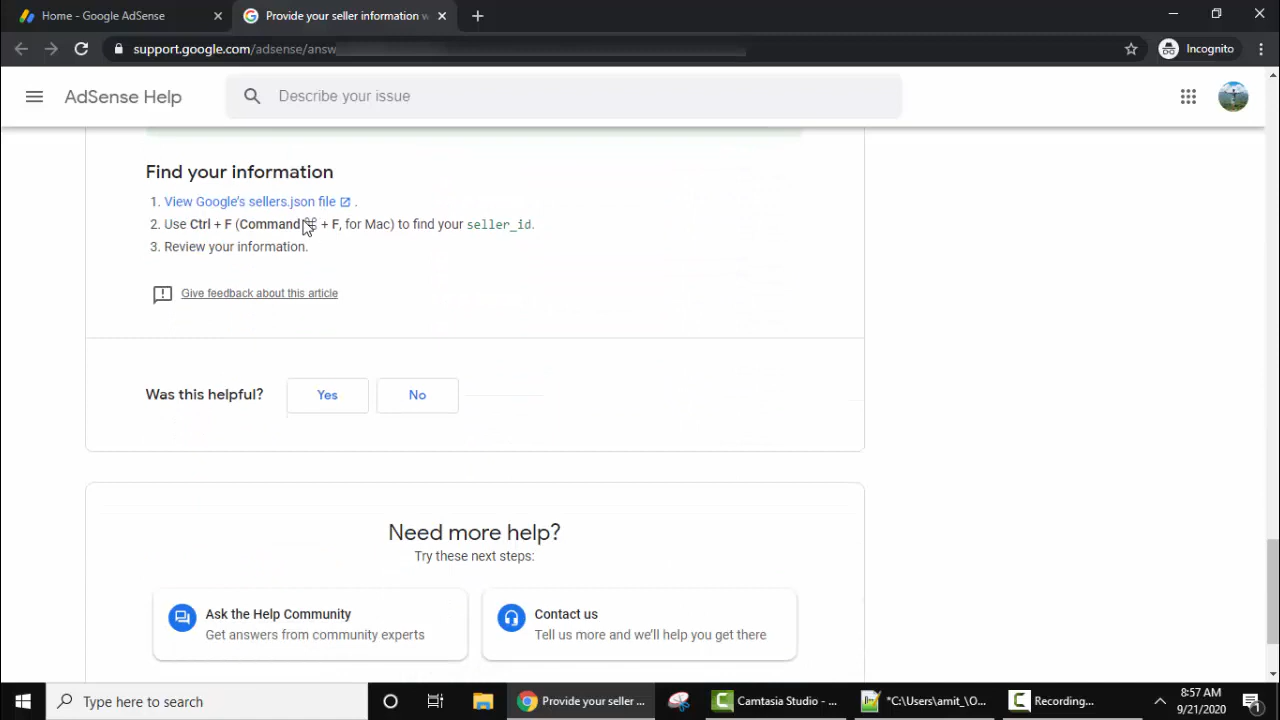 Home - Google AdSense
Provide your seller information w
support.google.com/adsense/answ
Incognito
AdSense Help
Describe your issue
Find your information
1. View Google's sellers.json file .
2. Use Ctrl + F (Command ⌘ + F, for Mac) to find your seller_id.
3. Review your information.
Give feedback about this article
Was this helpful?
Yes
No
Need more help?
Try these next steps:
Ask the Help Community
Get answers from community experts
Contact us
Tell us more and we'll help you get there
Type here to search
Provide your seller ...
Camtasia Studio - ...
*C:\Users\amit_\O...
Recording...
8:57 AM
9/21/2020
1